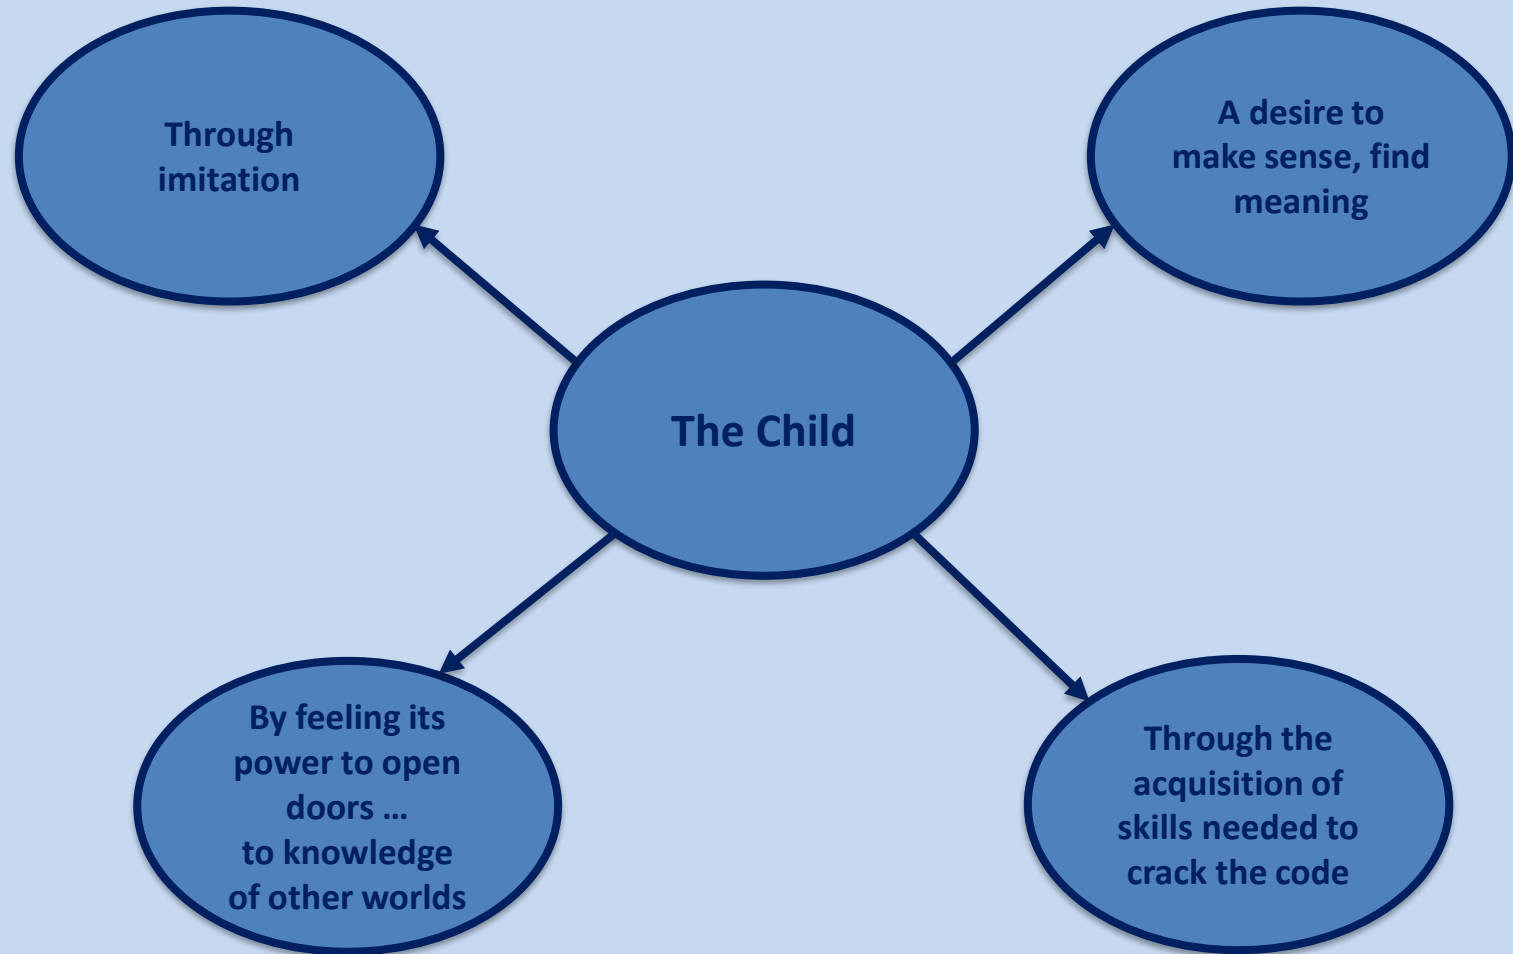 Through
imitation
A desire to
make sense, find
meaning
The Child
By feeling its
power to open
doors …
to knowledge
of other worlds
Through the
acquisition of
skills needed to
crack the code